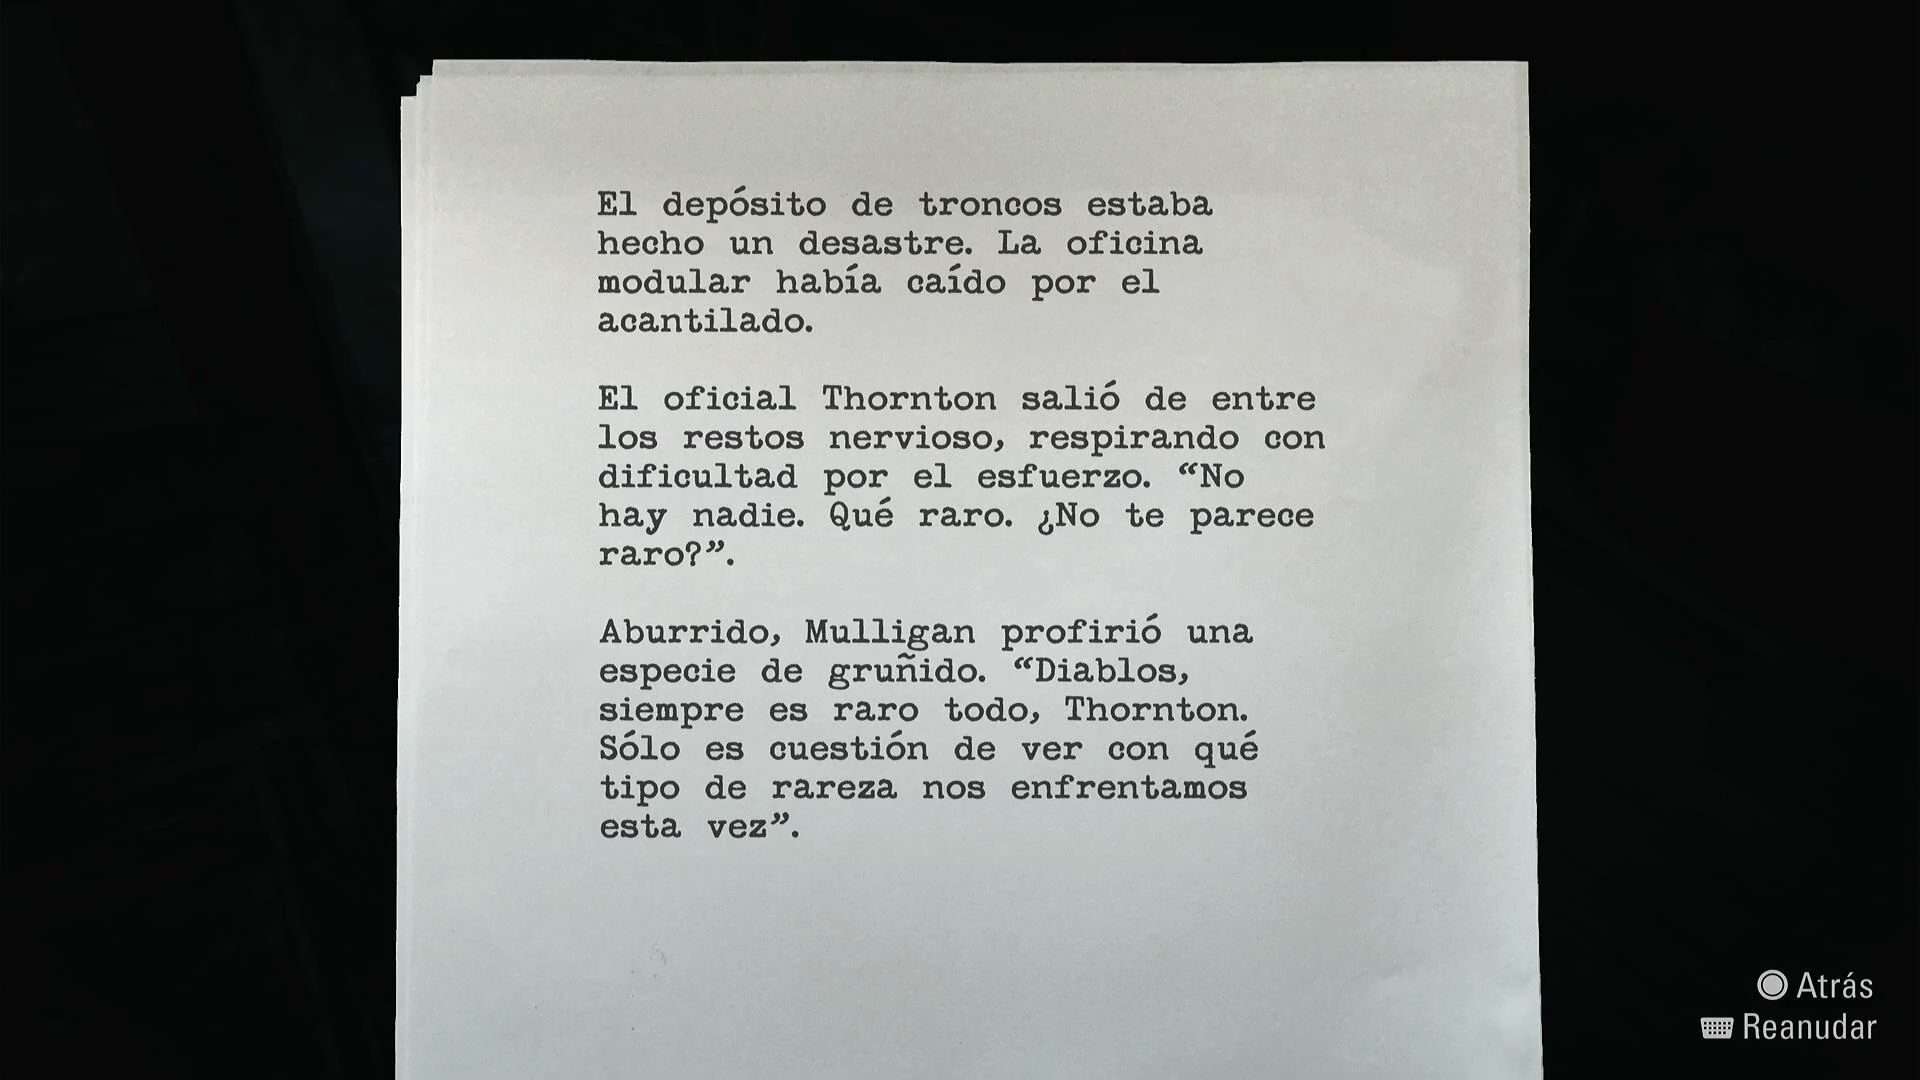 El depósito de troncos estaba
hecho un desastre. La oficina
modular había caído por el
acantilado.
El oficial Thornton salió de entre
los restos nervioso, respirando con
dificultad por el esfuerzo. “No
hay nadie. Qué raro. ¿No te parece
raro?”.
Aburrido, Mulligan profirió una
especie de gruñido. “Diablos,
siempre es raro todo, Thornton.
Sólo es cuestión de ver con qué
tipo de rareza nos enfrentamos
esta vez”.
Atrás
Reanudar